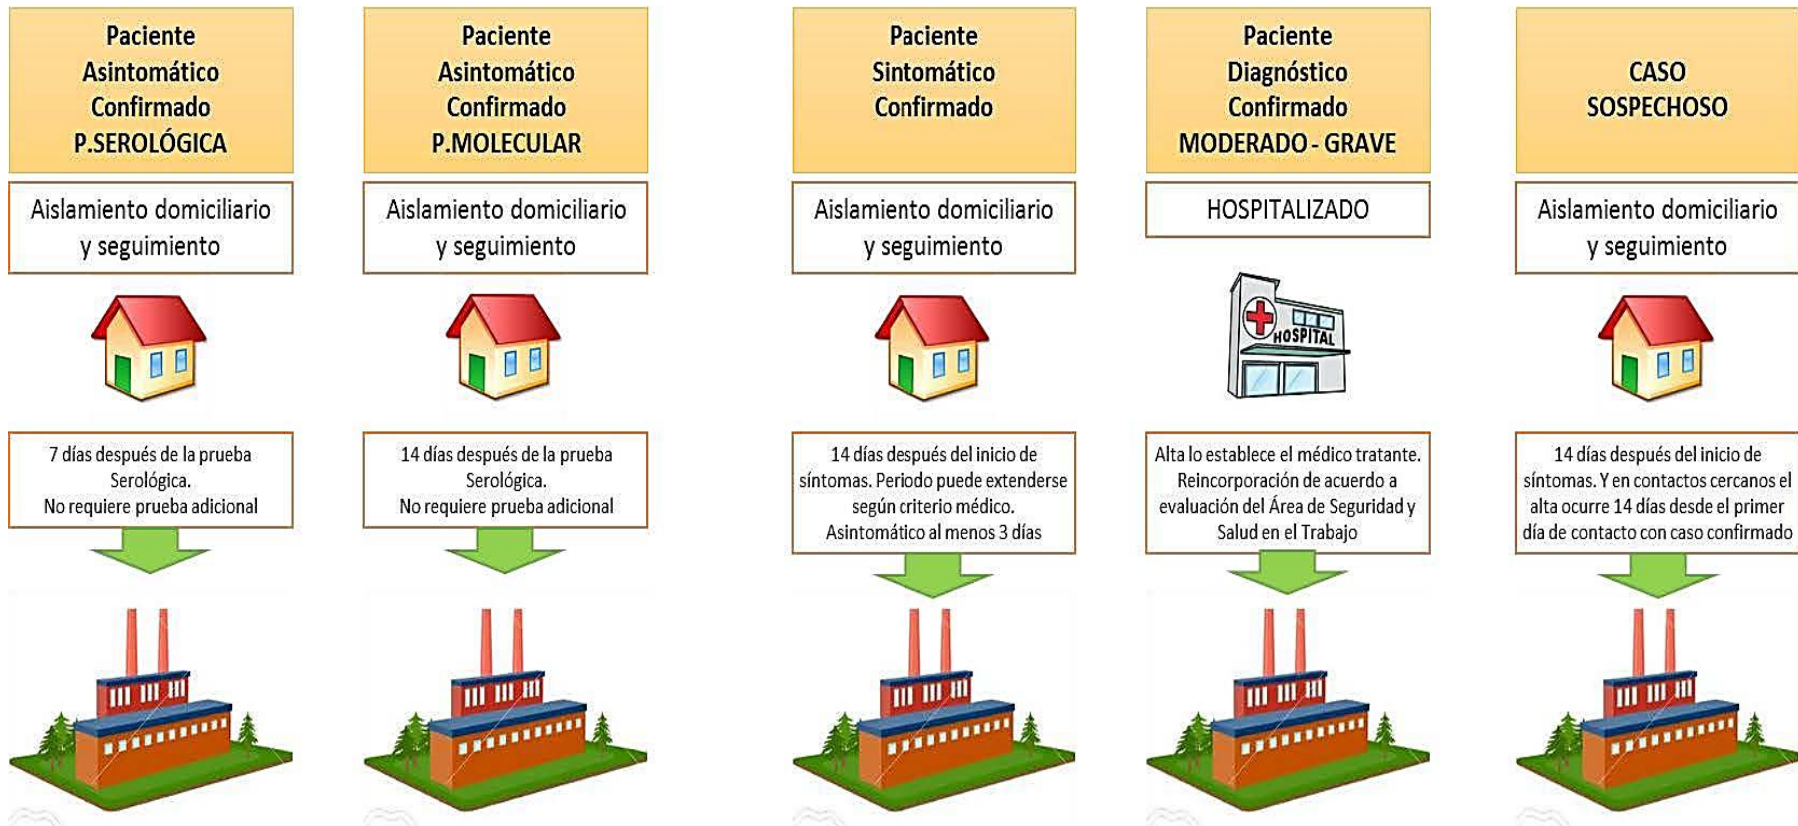 Paciente
Asintomático
Confirmado
P.SEROLÓGICA
Aislamiento domiciliario
y seguimiento
7 días después de la prueba
Serológica.
No requiere prueba adicional
Paciente
Asintomático
Confirmado
P.MOLECULAR
Aislamiento domiciliario
y seguimiento
14 días después de la prueba
Serológica.
No requiere prueba adicional
Paciente
Sintomático
Confirmado
Aislamiento domiciliario
y seguimiento
14 días después del inicio de
síntomas. Periodo puede extenderse
según criterio médico.
Asintomático al menos 3 días
Paciente
Diagnóstico
Confirmado
MODERADO - GRAVE
HOSPITALIZADO
HOSPITAL
Alta lo establece el médico tratante.
Reincorporación de acuerdo a
evaluación del Área de Seguridad y
Salud en el Trabajo
CASO
SOSPECHOSO
Aislamiento domiciliario
y seguimiento
14 días después del inicio de
síntomas. Y en contactos cercanos el
alta ocurre 14 días desde el primer
día de contacto con caso confirmado